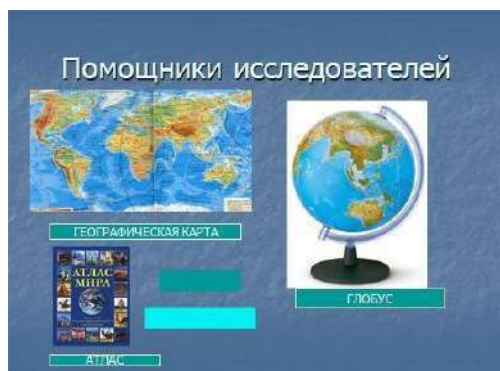 Помощники исследователей
ГЕОГРАФИЧЕСКАЯ КАРТА
АТЛАС
МИРА
ГЛОБУС
АТЛАС